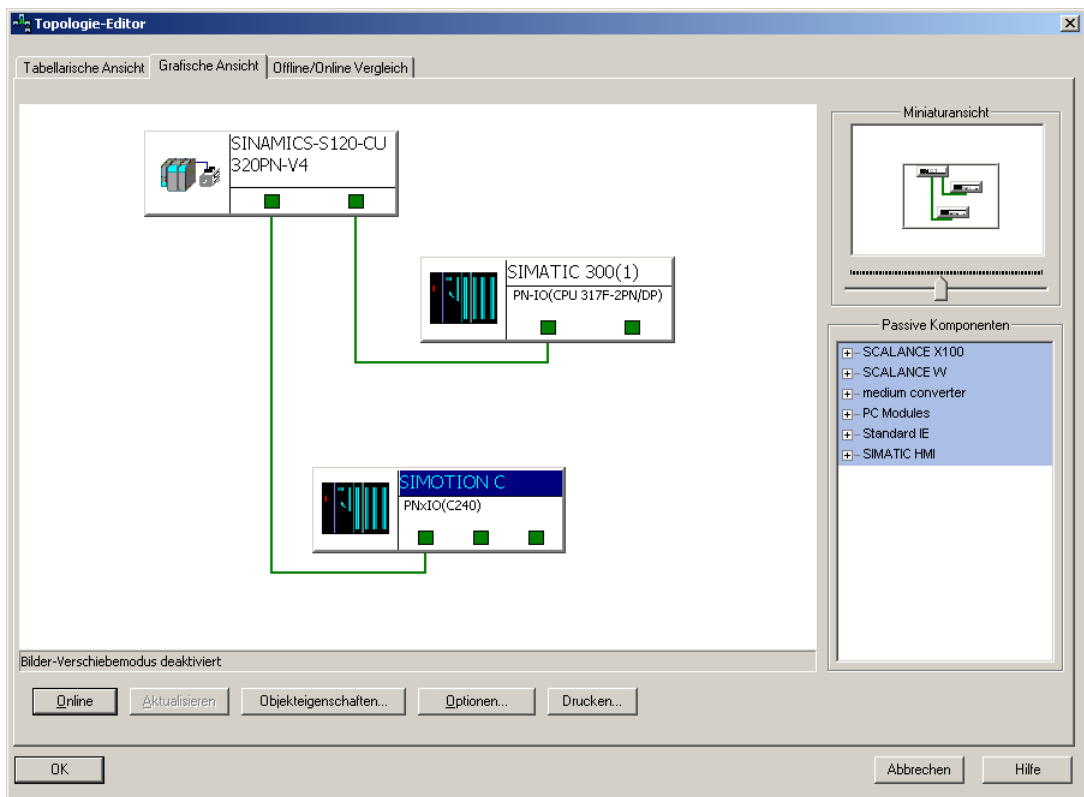 Topologie-Editor
Tabellarische Ansicht
Grafische Ansicht
Offline/Online Vergleich
SINAMICS-S120-CU
320PN-V4
SIMATIC 300(1)
PN-IO(CPU 317F-2PN/DP)
SIMOTION C
PNxIO(C240)
Bilder-Verschiebemodus deaktiviert
Miniaturansicht
Passive Komponenten
SCALANCE X100
SCALANCE W
medium converter
PC Modules
Standard IE
SIMATIC HMI
Online
Aktualisieren
Objekteigenschaften...
Optionen...
Drucken...
OK
Abbrechen
Hilfe